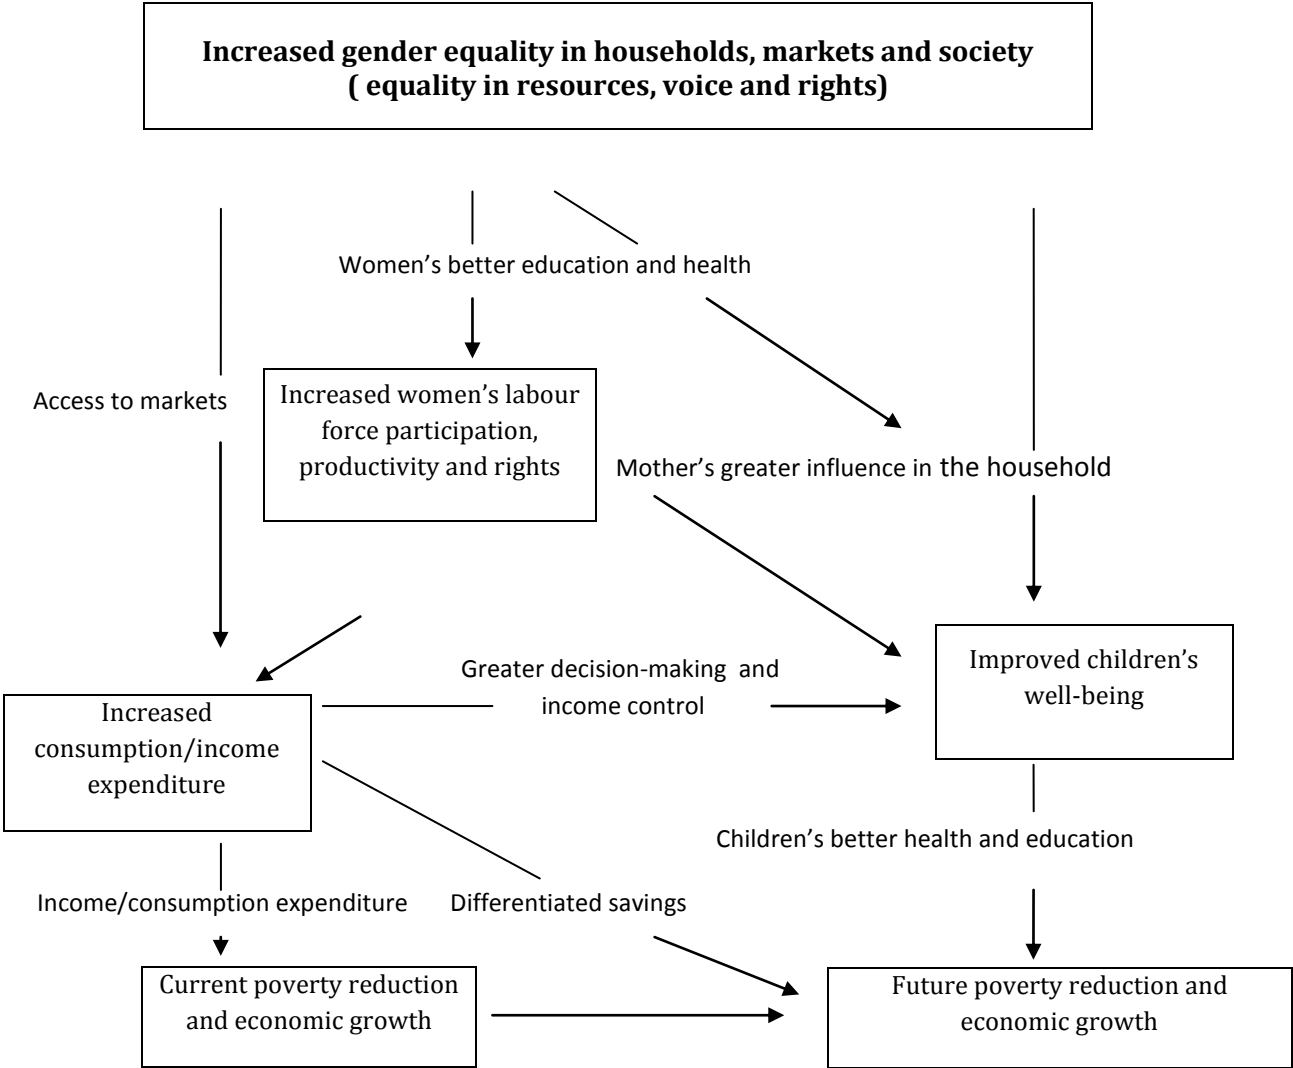 Increased gender equality in households, markets and society
( equality in resources, voice and rights)
Women’s better education and health
Access to markets
Increased women’s labour
force participation,
productivity and rights
Mother’s greater influence in the household
Greater decision-making and
income control
Improved children’s
well-being
Increased
consumption/income
expenditure
Children’s better health and education
Income/consumption expenditure
Differentiated savings
Current poverty reduction
and economic growth
Future poverty reduction and
economic growth